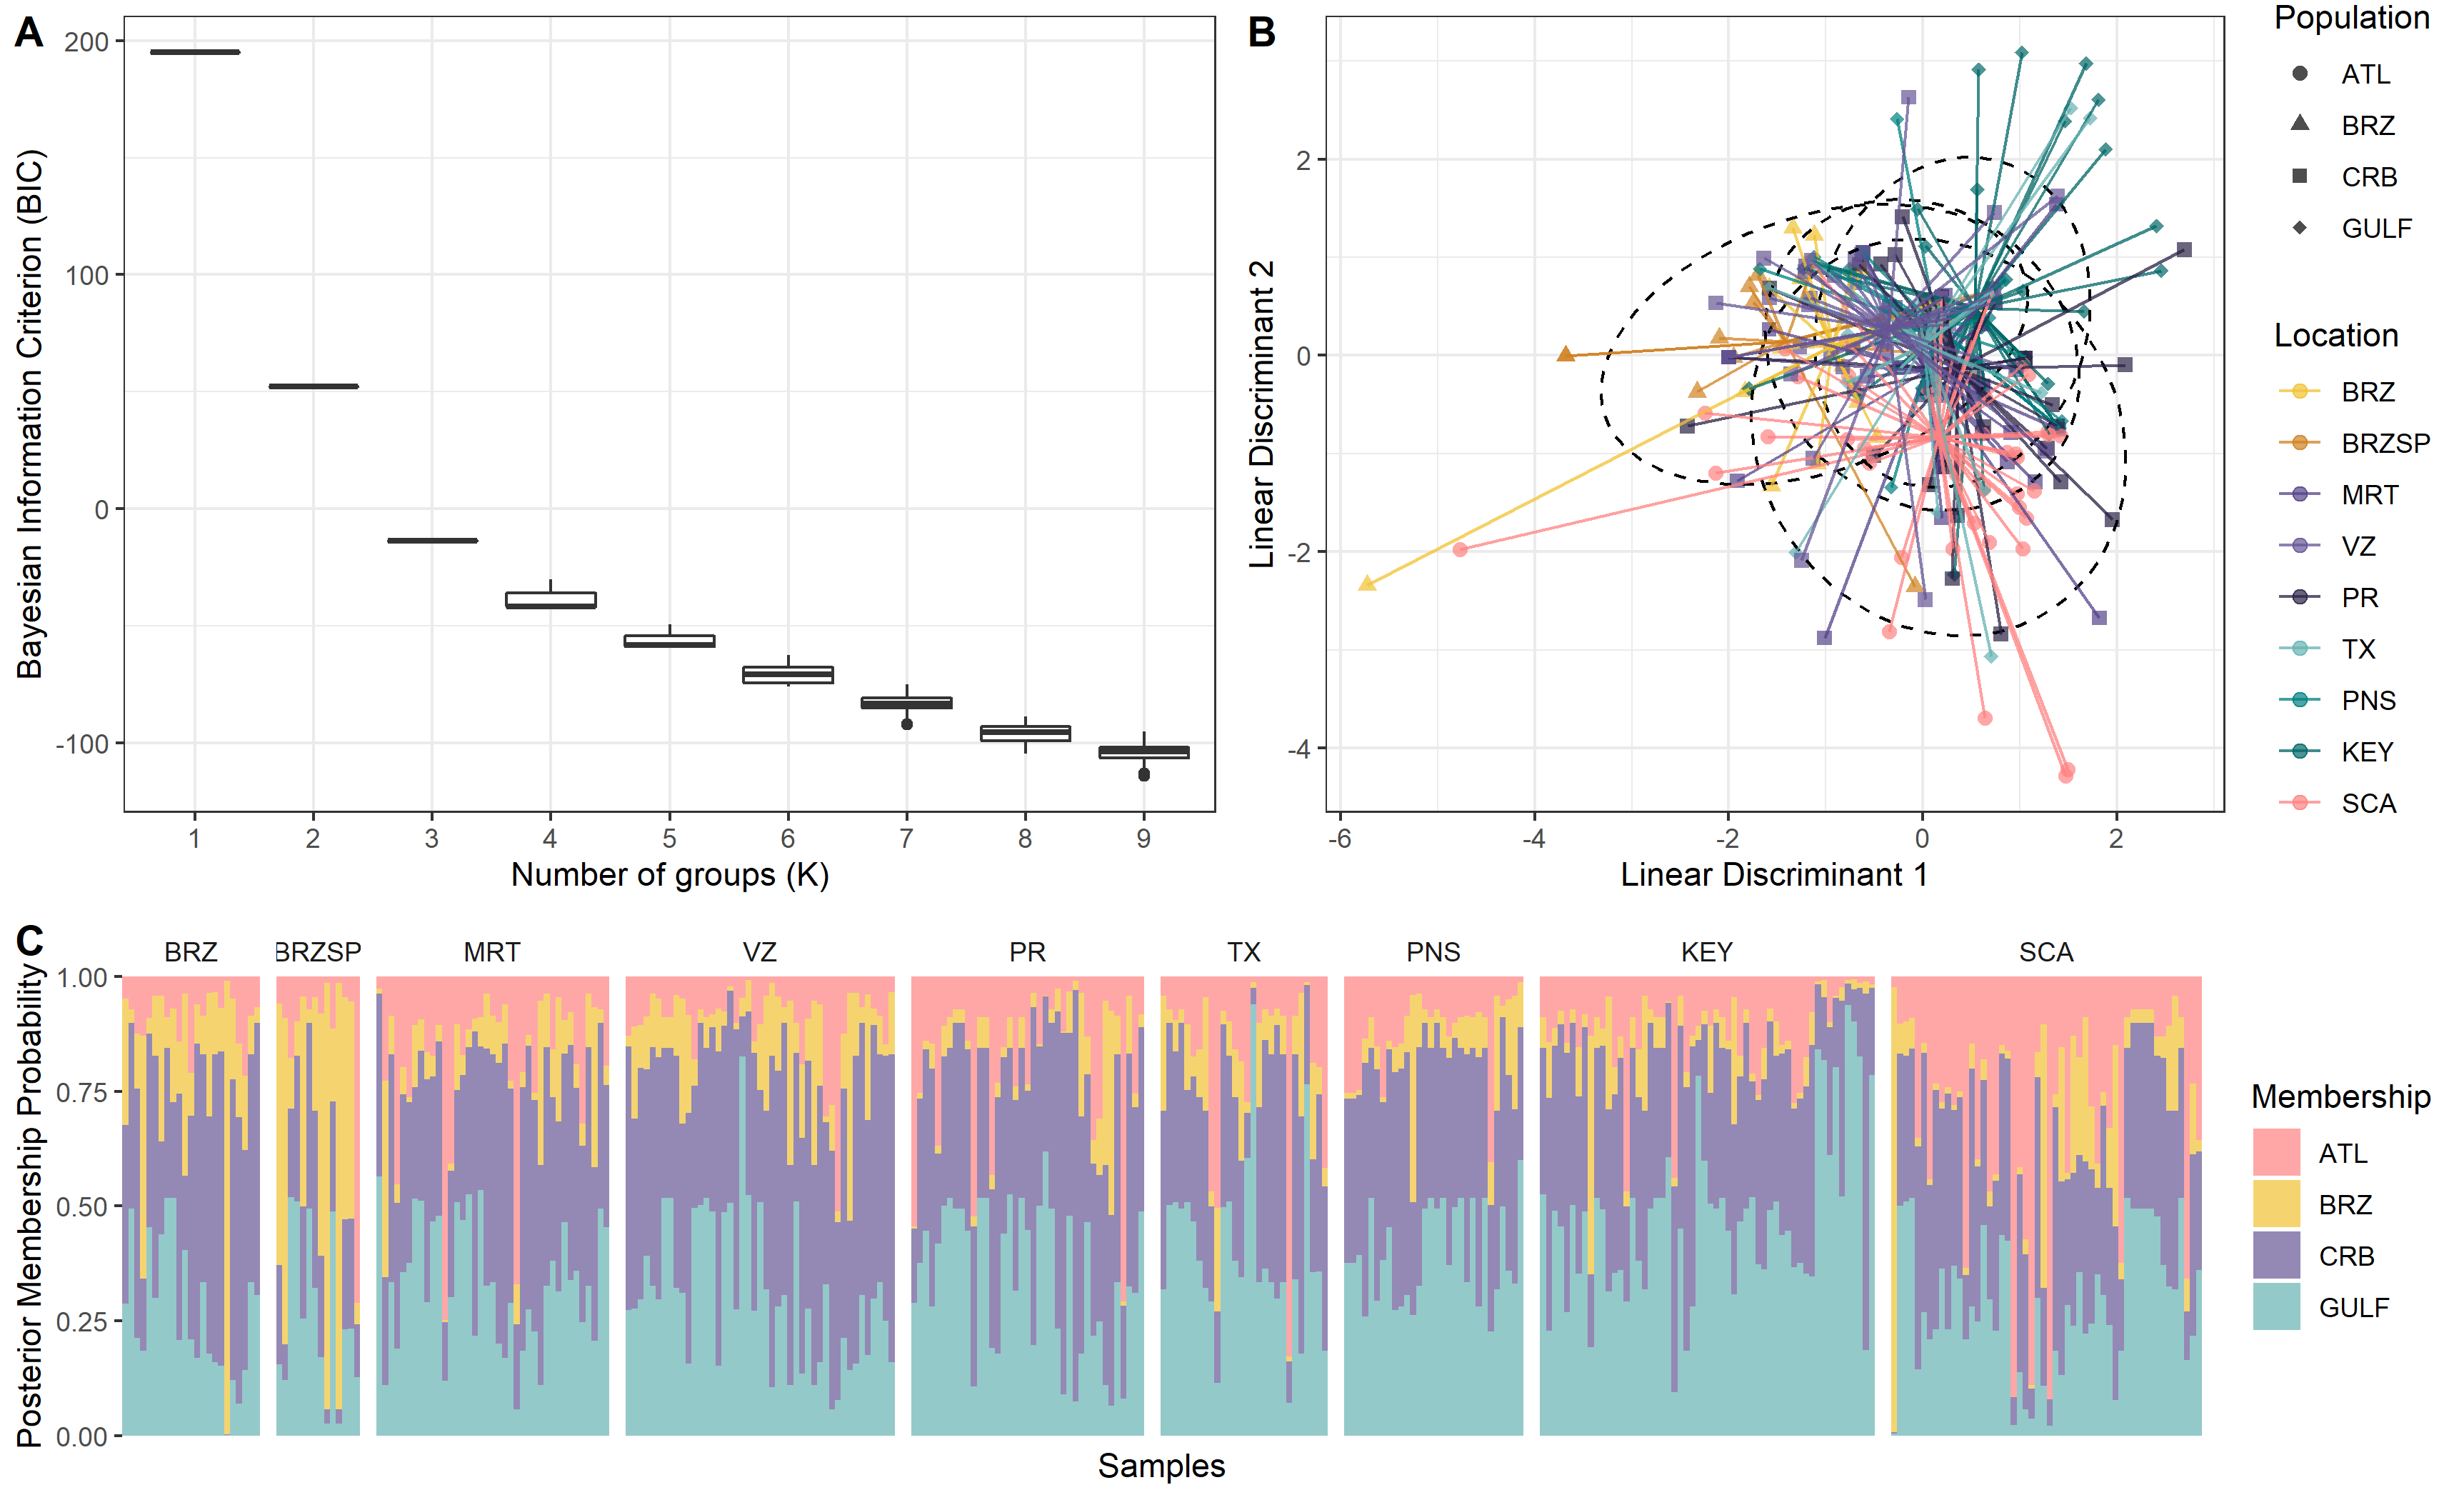 A
Bayesian Information Criterion (BIC)
200
100
0
-100
1 2 3 4 5 6 7 8 9
Number of groups (K)
B
Linear Discriminant 2
2
0
-2
-4
-6 -4 -2 0 2
Linear Discriminant 1
Population
ATL
BRZ
CRB
GULF
Location
BRZ
BRZSP
MRT
VZ
PR
TX
PNS
KEY
SCA
C
BRZ BRZSP MRT VZ PR TX PNS KEY SCA
Posterior Membership Probability
1.00
0.75
0.50
0.25
0.00
Samples
Membership
ATL
BRZ
CRB
GULF